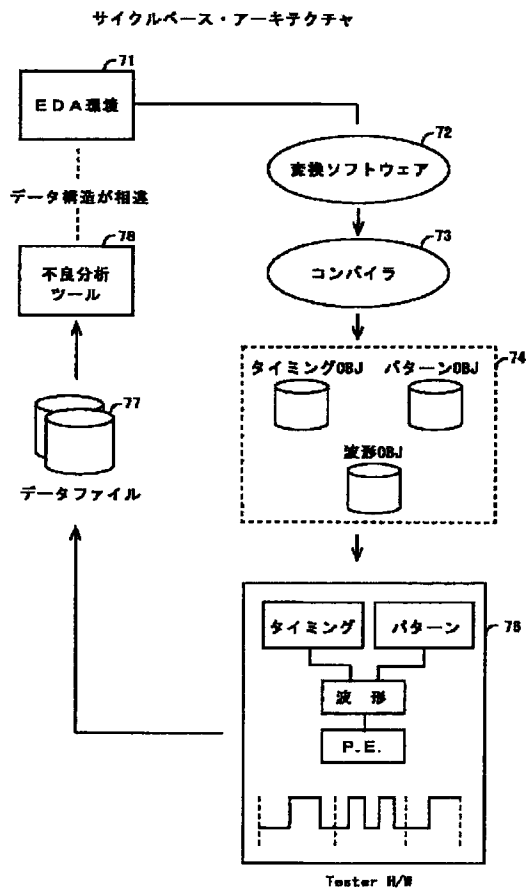 サイクルベース・アーキテクチャ
71
EDA環境
72
変換ソフトウェア
データ構造が相違
73
コンパイラ
78
不良分析
ツール
74
タイミングOBJ パターンOBJ
波形OBJ
77
データファイル
76
タイミング パターン
波 形
P.E.
Tester H/W